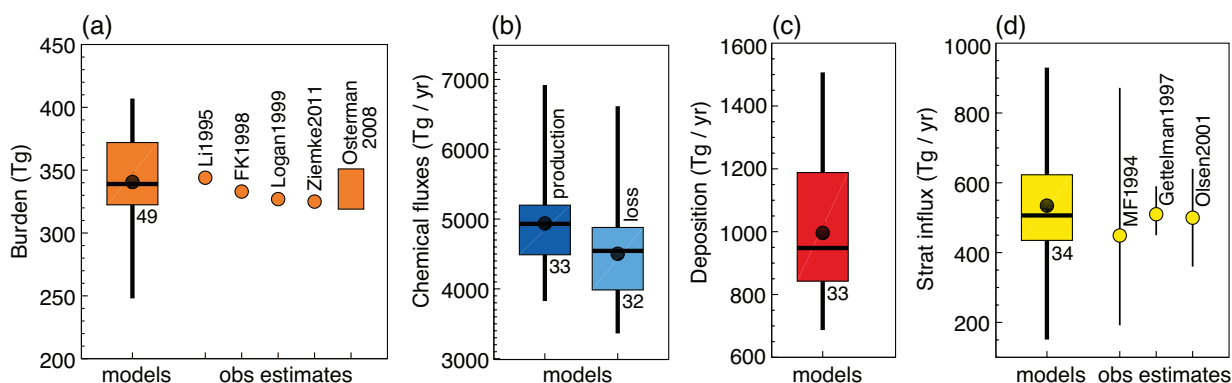 (a)
Burden (Tg)
450
400
350
300
250
200
49
Li1995
FK1998
Logan1999
Ziemke2011
Osterman
2008
models
obs estimates
(b)
Chemical fluxes (Tg / yr)
7000
6000
5000
4000
3000
production
33
loss
32
models
(c)
Deposition (Tg / yr)
1600
1400
1200
1000
800
600
33
models
(d)
Strat influx (Tg / yr)
1000
800
600
400
200
34
MF1994
Gettelman1997
Olsen2001
models
obs estimates